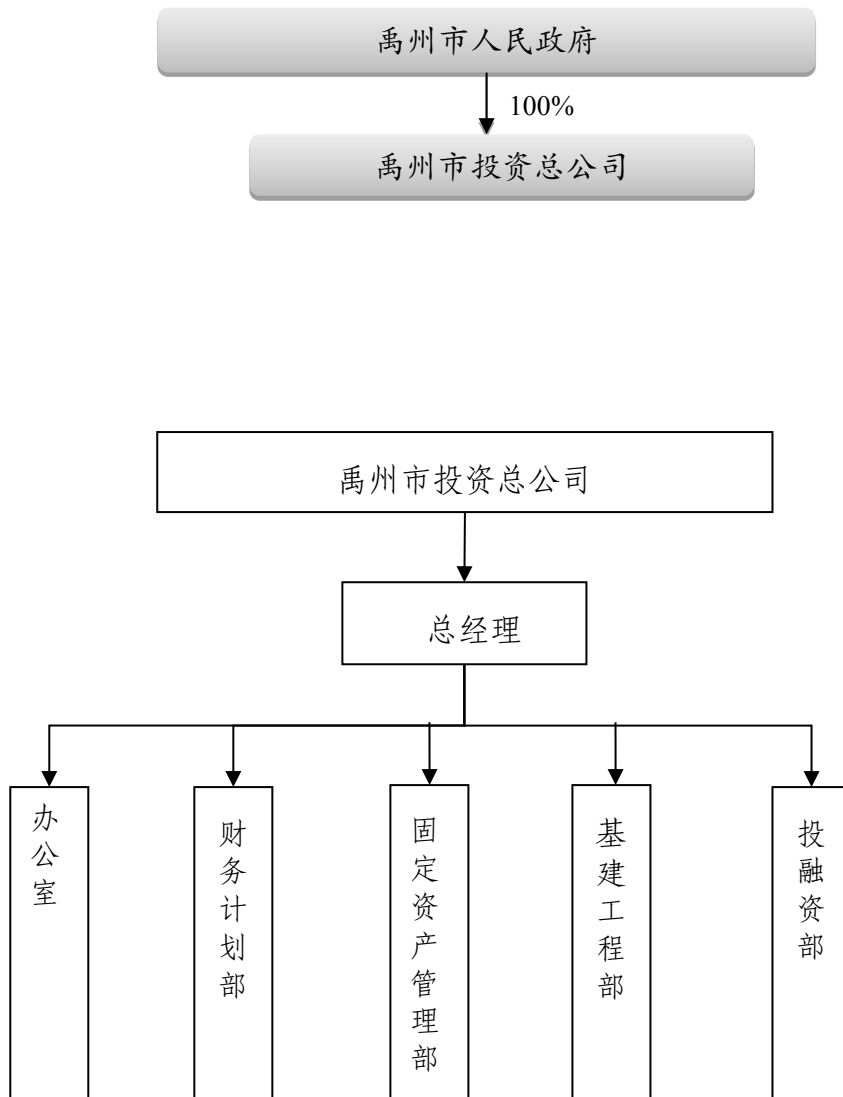 禹州市人民政府
100%
禹州市投资总公司
禹州市投资总公司
总经理
办公室
财务计划部
固定资产管理部
基建工程部
投融资部